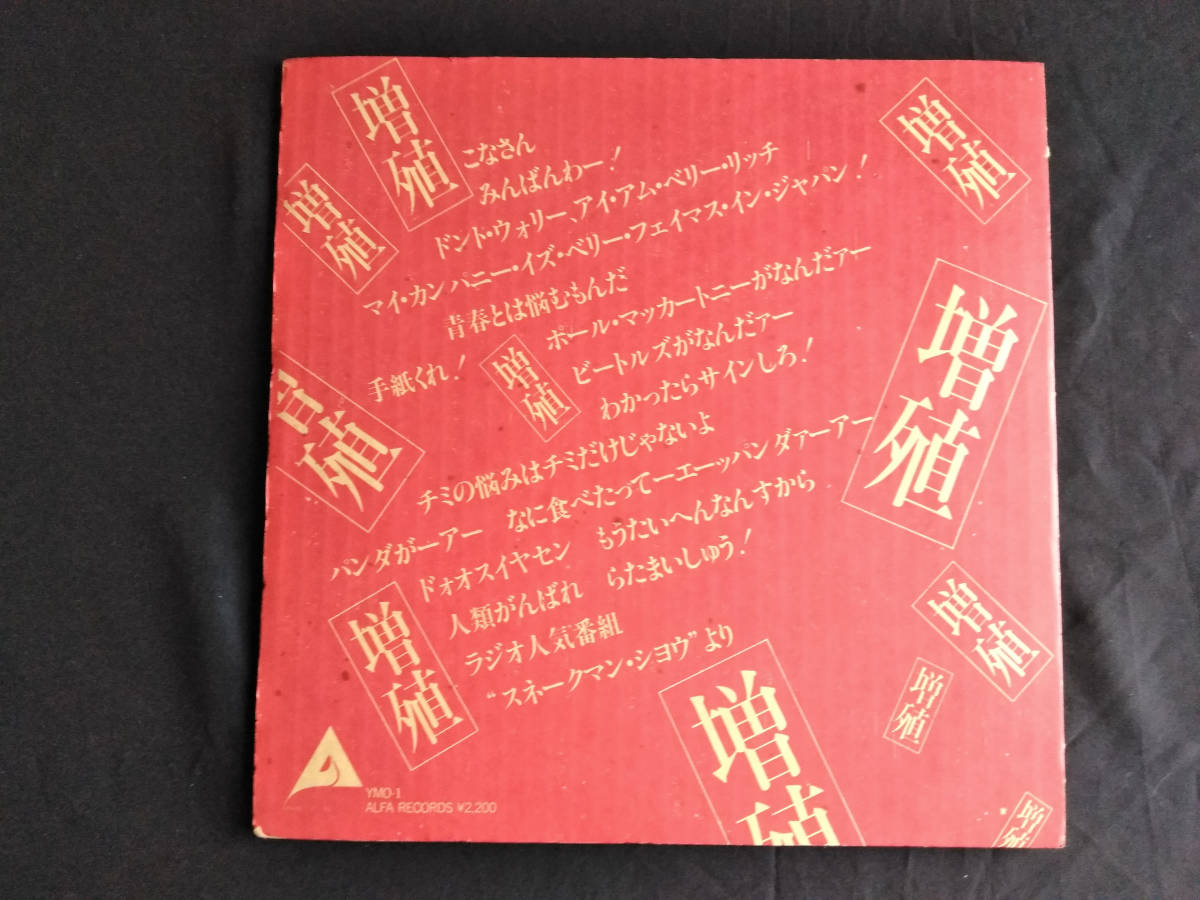 増殖
増殖
増殖
こなさん
みんばんわー!
ドント・ウォリー、アイ・アム・ベリー・リッチ
マイ・カンパニー・イズ・ベリー・フェイマス・イン・ジャパン!
青春とは悩むもんだ
ポール・マッカートニーがなんだァー
手紙くれ!
増殖
ビートルズがなんだァー
わかったらサインしろ!
増殖
増殖
チミの悩みはチミだけじゃないよ
パンダがーアー なに食べたってーエーッパンダァーアー
ドォオスイヤセン もうたいへんなんすから
人類がんばれ らたまいしゅう!
ラジオ人気番組
“スネークマン・ショウ”より
増殖
増殖
増殖
増殖
増殖
YMO-1
ALFA RECORDS ¥2,200